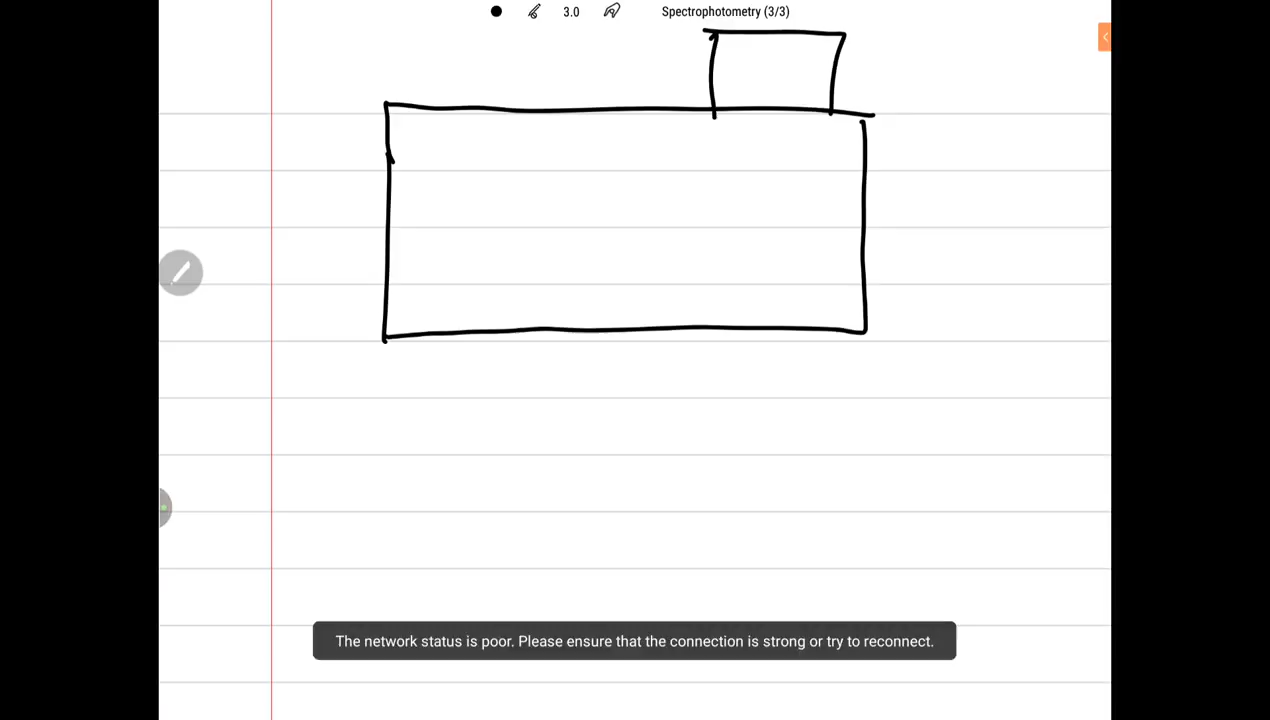 3.0 Spectrophotometry (3/3)
The network status is poor. Please ensure that the connection is strong or try to reconnect.